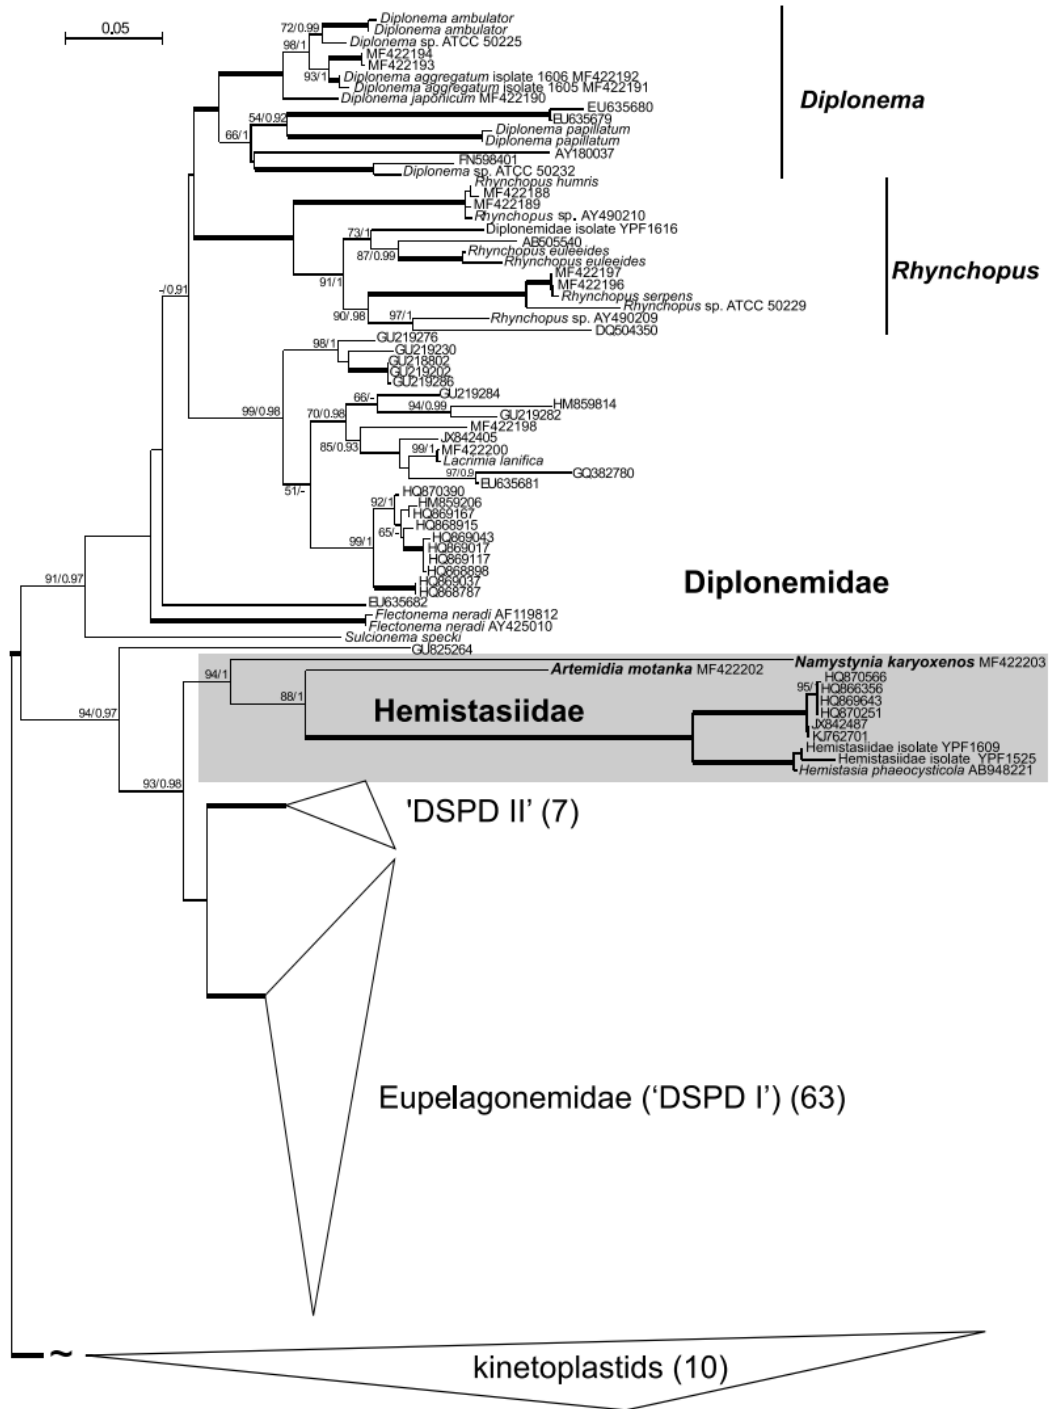 0.05
Diplonema ambulator
72/0.99
Diplonema ambulator
98/1
Diplonema sp. ATCC 50225
MF422194
MF422193
93/1
Diplonema aggregatum isolate 1606 MF422192
Diplonema aggregatum isolate 1605 MF422191
Diplonema japonicum MF422190
Diplonema
EU635680
54/0.92
EU635679
66/1
Diplonema papillatum
Diplonema papillatum
AY180037
FN598401
Diplonema sp. ATCC 50232
Rhynchopus humris
MF422188
MF422189
Rhynchopus sp. AY490210
Diplonemidae isolate YPF1616
73/1
AB505540
87/0.99
Rhynchopus euleeides
Rhynchopus euleeides
Rhynchopus
91/1
MF422197
MF422196
-/0.91
Rhynchopus serpens
Rhynchopus sp. ATCC 50229
90/.98
97/1
Rhynchopus sp. AY490209
DQ504350
98/1
GU219276
GU219230
GU218802
GU219202
GU219286
66/-
GU219284
99/0.98
70/0.98
94/0.99
HM859814
GU219282
MF422198
85/0.93
JX842405
99/1
MF422200
Lacrimia lanifica
97/0.9
GQ382780
EU635681
51/-
HQ870390
92/1
HM859206
HQ869167
HQ868915
65/-
HQ869043
99/1
HQ869017
HQ869117
HQ868898
HQ869037
HQ868787
Diplonemidae
91/0.97
EU635682
Flectonema neradi AF119812
Flectonema neradi AY425010
Sulcionema specki
GU825264
Namystynia karyoxenos MF422203
94/1
Artemidia motanka MF422202
HQ870566
95/
HQ866356
88/1
HQ869643
Hemistasiidae
HQ870251
94/0.97
JX842487
KJ762701
Hemistasiidae isolate YPF1609
Hemistasiidae isolate YPF1525
Hemistasia phaeocysticola AB948221
93/0.98
'DSPD II' (7)
Eupelagonemidae (‘DSPD I’) (63)
~
kinetoplastids (10)